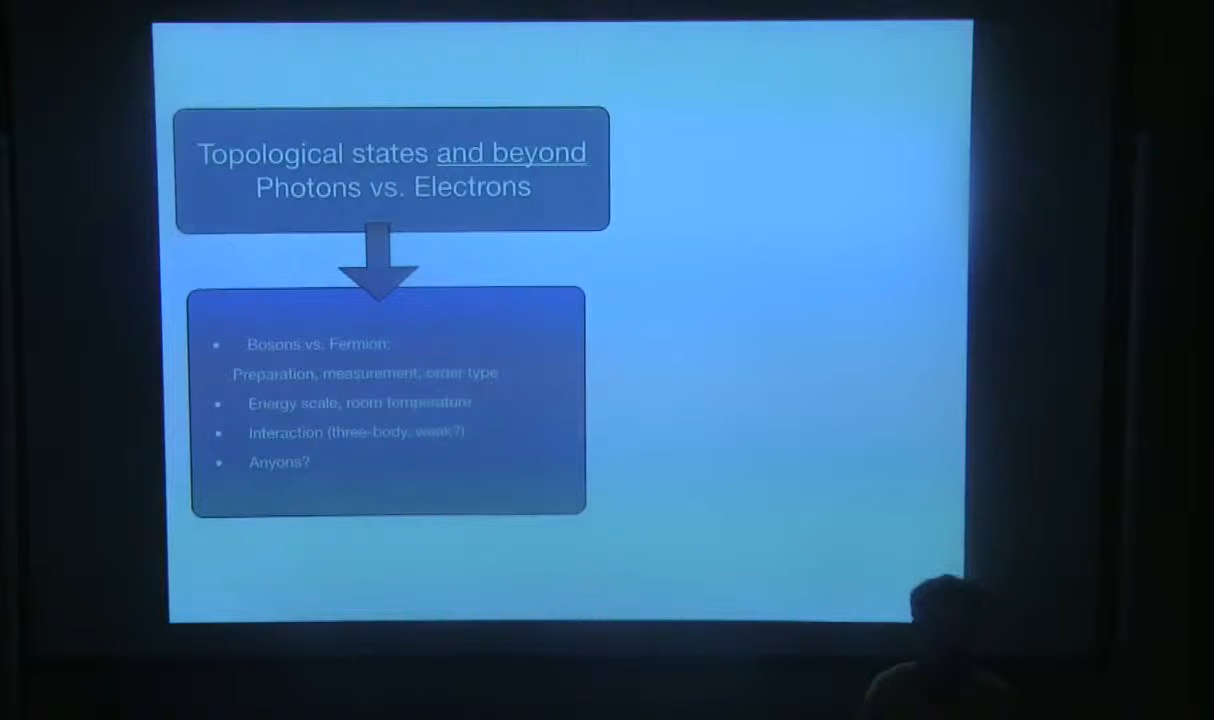 Topological states and beyond
Photons vs. Electrons
• Bosons vs. Fermion:
Preparation, measurement, order type
• Energy scale, room temperature
• Interaction (three-body, weak?)
• Anyons?